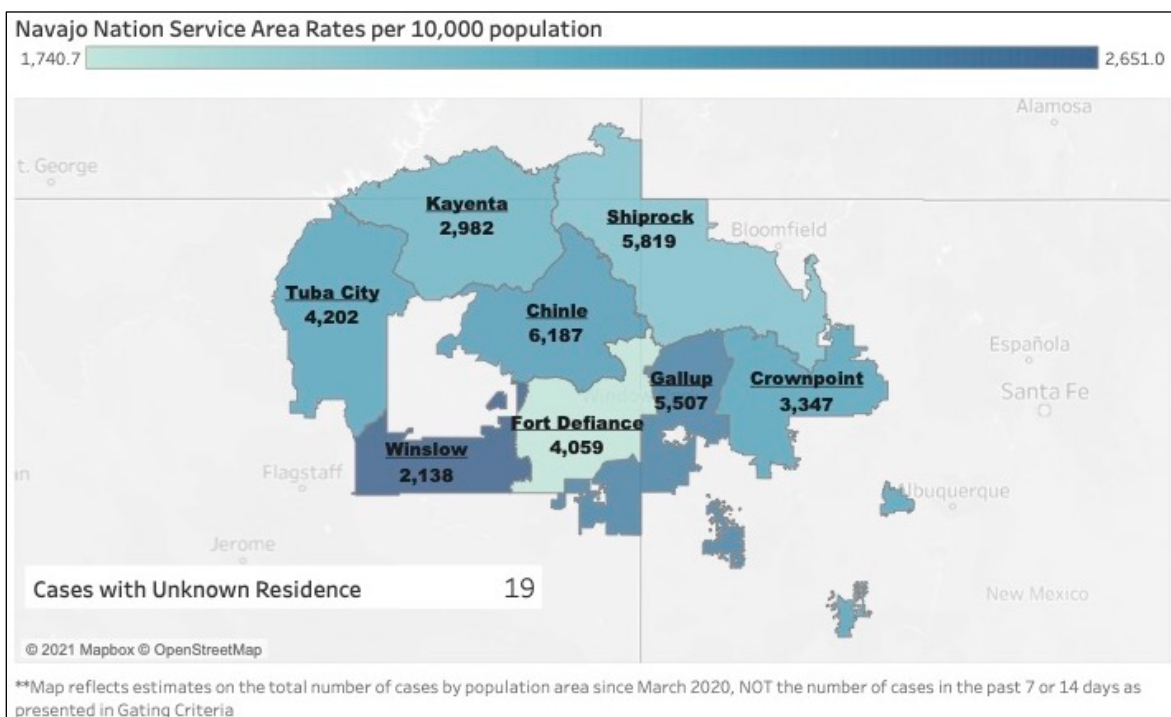 Navajo Nation Service Area Rates per 10,000 population
1,740.7
2,651.0
Alamosa
t. George
Kayenta
2,982
Shiprock
5,819
Bloomfield
Tuba City
4,202
Chinle
6,187
Española
Gallup
5,507
Crownpoint
3,347
Santa Fe
Fort Defiance
4,059
Winslow
2,138
Flagstaff
an
Albuquerque
Jerome
Cases with Unknown Residence 19
New Mexico
© 2021 Mapbox © OpenStreetMap
**Map reflects estimates on the total number of cases by population area since March 2020, NOT the number of cases in the past 7 or 14 days as
presented in Gating Criteria